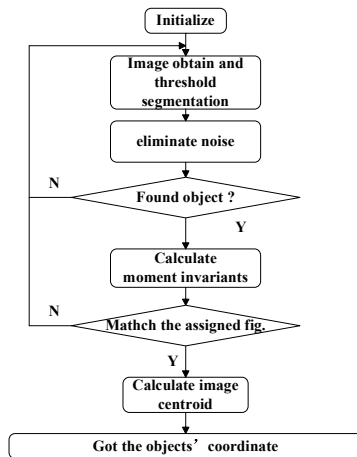 Initialize
Image obtain and
threshold
segmentation
eliminate noise
N
Found object ?
Y
Calculate
moment invariants
N
Mathch the assigned fig.
Y
Calculate image
centroid
Got the objects’ coordinate